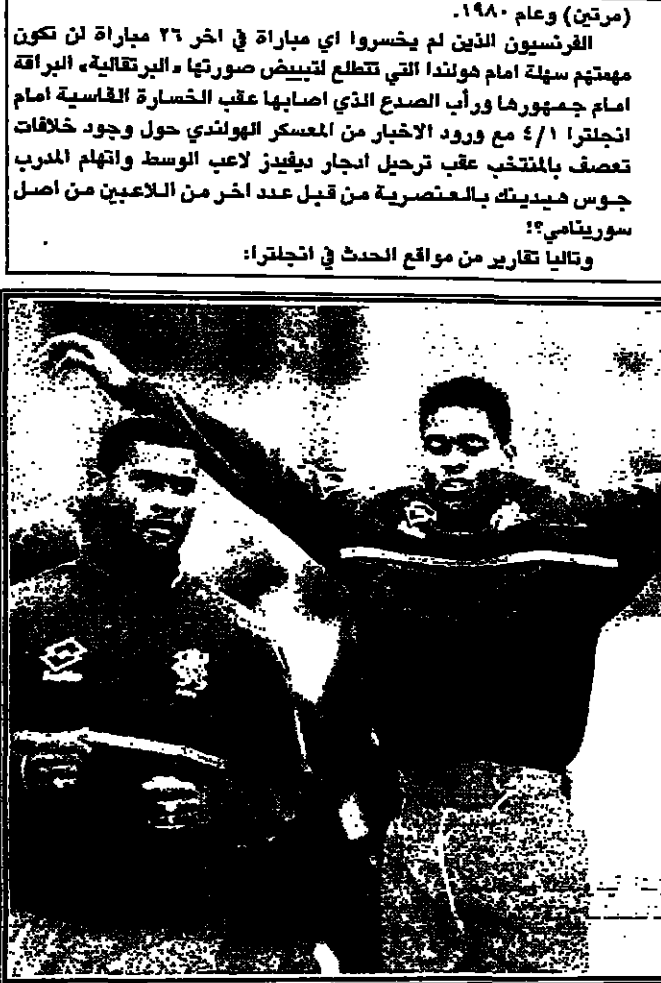 (مرتين) وعام ١٩٨٠.
الفرنسيون الذين لم يخسروا اي مباراة في اخر ٢٦ مباراة لن تكون
مهمتهم سهلة امام هولندا التي تتطلع لتبييض صورتها «البرتقالية» البراقة
امام جمهورها ورأب الصدع الذي اصابها عقب الخسارة القاسية امام
انجلترا ٤/١ مع ورود الاخبار من المعسكر الهولندي حول وجود خلافات
تعصف بالمنتخب عقب ترحيل ادجار ديفيدز لاعب الوسط واتهام المدرب
جوس هيدينك بالعنصرية من قبل عدد اخر من اللاعبين من اصل
سورينامي؟!
وتاليا تقارير من مواقع الحدث في انجلترا: